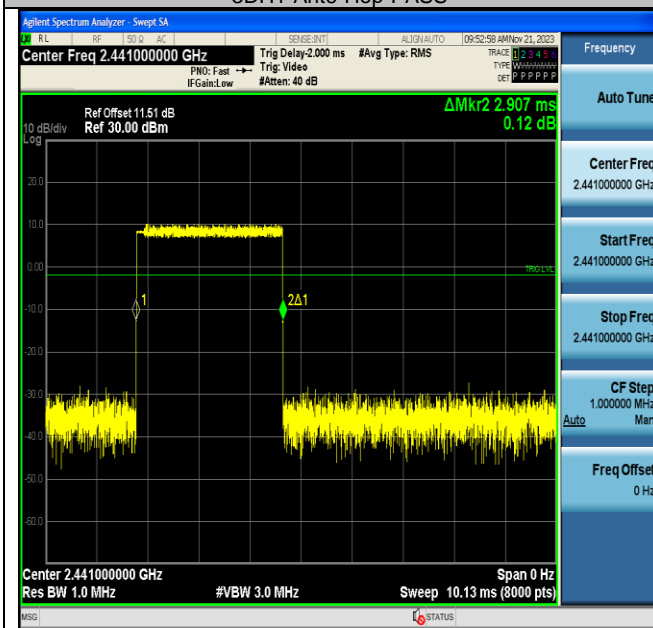 Agilent Spectrum Analyzer - Swept SA
RL RF 50 Ω AC SENSE:INT ALIGN AUTO 09:52:58 AM Nov 21, 2023
Center Freq 2.441000000 GHz
PNO: Fast
IFGain:Low
Trig Delay-2.000 ms
Trig: Video
#Atten: 40 dB
#Avg Type: RMS
TRACE 1 2 3 4 5 6
TYPE
DET P P P P P P
Ref Offset 11.51 dB
10 dB/div Ref 30.00 dBm
Log
ΔMkr2 2.907 ms
0.12 dB
20.0
10.0
0.00
TRIG LVL
-10.0
1
2Δ1
-20.0
-30.0
-40.0
-50.0
-60.0
Center 2.441000000 GHz Span 0 Hz
Res BW 1.0 MHz #VBW 3.0 MHz Sweep 10.13 ms (8000 pts)
MSG STATUS
Frequency
Auto Tune
Center Freq
2.441000000 GHz
Start Freq
2.441000000 GHz
Stop Freq
2.441000000 GHz
CF Step
1.000000 MHz
Auto Man
Freq Offset
0 Hz